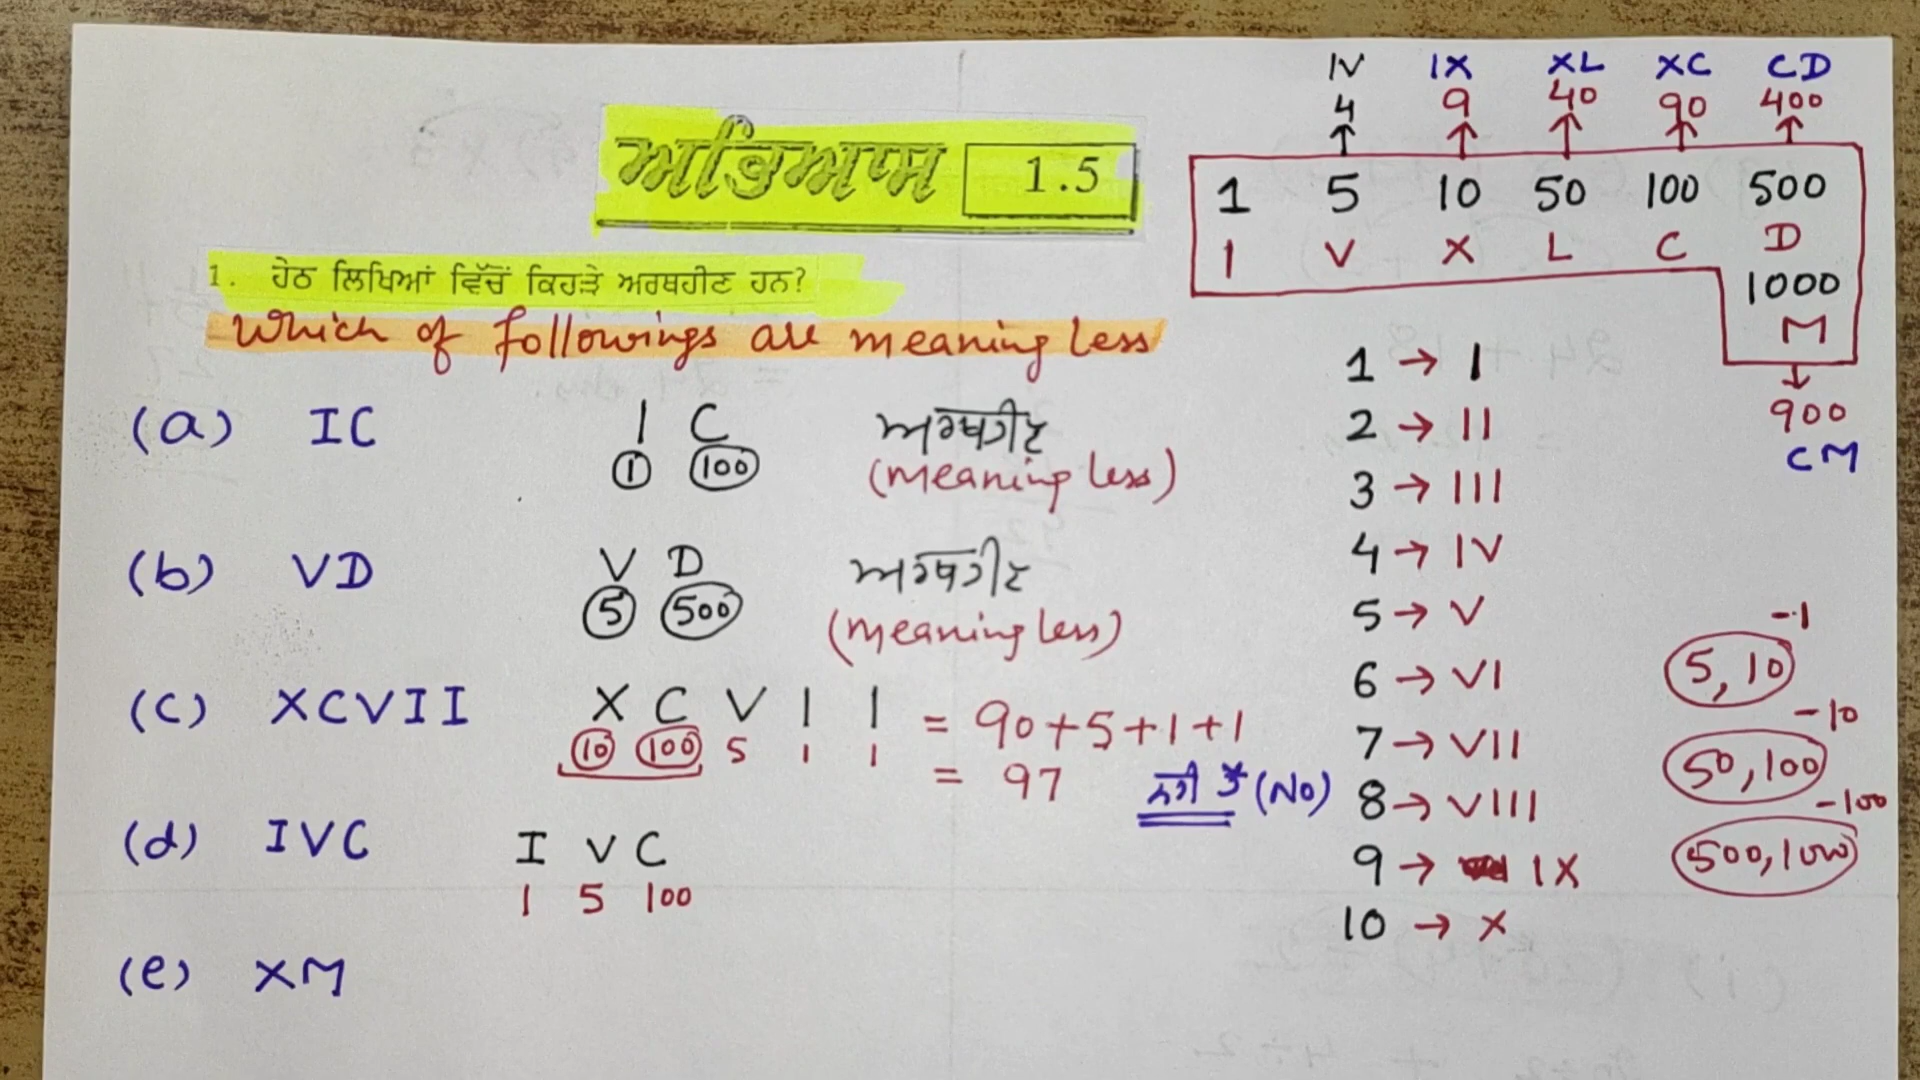 ਅਭਿਆਸ 1.5
1. ਹੇਠ ਲਿਖਿਆਂ ਵਿੱਚੋਂ ਕਿਹੜੇ ਅਰਥਹੀਣ ਹਨ?
Which of followings are meaning less
(a) IC
I C
1 100
ਅਰਥਹੀਣ
(meaning less)
(b) VD
V D
5 500
ਅਰਥਹੀਣ
(meaning less)
(c) XCVII
X C V I I = 90+5+1+1
10 100 5 1 1
= 97
(No)
(d) IVC
I V C
1 5 100
(e) XM
IV IX XL XC CD
4 9 40 90 400
1 5 10 50 100 500
I V X L C D
1000
M
900
CM
1 → I
2 → II
3 → III
4 → IV
5 → V
6 → VI
7 → VII
8 → VIII
9 → IX
10 → X
-1
5, 10
-10
50, 100
-100